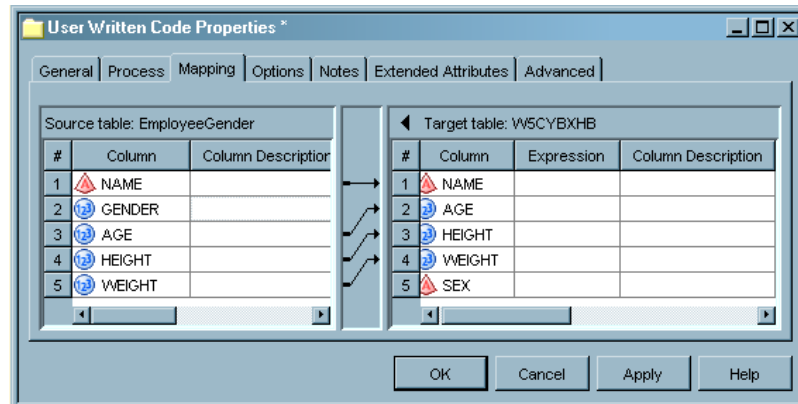 User Written Code Properties *
General Process Mapping Options Notes Extended Attributes Advanced
Source table: EmployeeGender
# Column Column Description
1 NAME
2 GENDER
3 AGE
4 HEIGHT
5 WEIGHT
Target table: W5CYBXHB
# Column Expression Column Description
1 NAME
2 AGE
3 HEIGHT
4 WEIGHT
5 SEX
OK Cancel Apply Help